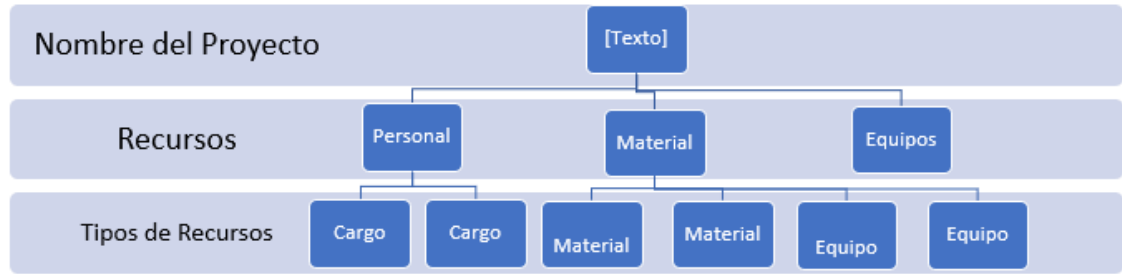 Nombre del Proyecto
[Texto]
Recursos
Personal
Material
Equipos
Tipos de Recursos
Cargo
Cargo
Material
Material
Equipo
Equipo